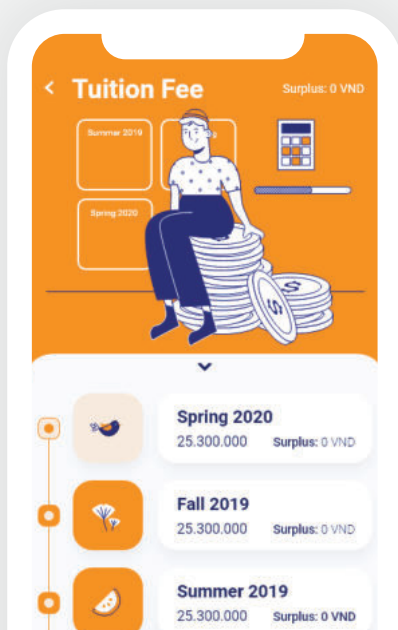 Tuition Fee
Surplus: 0 VND
Summer 2019
Spring 2020
Spring 2020
25.300.000 Surplus: 0 VND
Fall 2019
25.300.000 Surplus: 0 VND
Summer 2019
25.300.000 Surplus: 0 VND